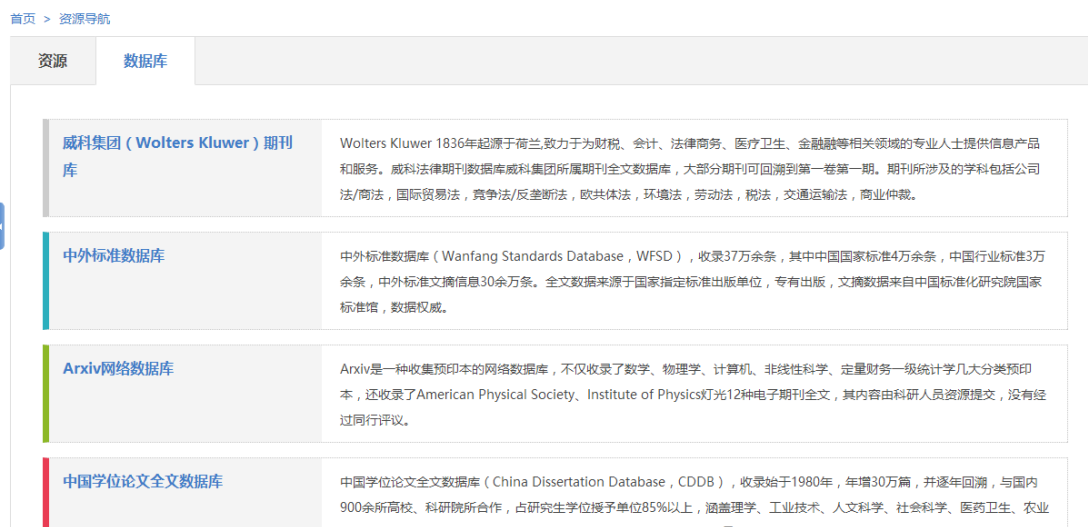 首页 > 资源导航
资源 数据库
威科集团（Wolters Kluwer）期刊
库
Wolters Kluwer 1836年起源于荷兰,致力于为财税、会计、法律商务、医疗卫生、金融融等相关领域的专业人士提供信息产品
和服务。威科法律期刊数据库威科集团所属期刊全文数据库，大部分期刊可回溯到第一卷第一期。期刊所涉及的学科包括公司
法/商法，国际贸易法，竞争法/反垄断法，欧共体法，环境法，劳动法，税法，交通运输法，商业仲裁。
中外标准数据库
中外标准数据库（Wanfang Standards Database，WFSD），收录37万余条，其中中国国家标准4万余条，中国行业标准3万
余条，中外标准文摘信息30余万条。全文数据来源于国家指定标准出版单位，专有出版，文摘数据来自中国标准化研究院国家
标准馆，数据权威。
Arxiv网络数据库
Arxiv是一种收集预印本的网络数据库，不仅收录了数学、物理学、计算机、非线性科学、定量财务一级统计学几大分类预印
本，还收录了American Physical Society、Institute of Physics灯光12种电子期刊全文，其内容由科研人员资源提交，没有经
过同行评议。
中国学位论文全文数据库
中国学位论文全文数据库（China Dissertation Database，CDDB），收录始于1980年，年增30万篇，并逐年回溯，与国内
900余所高校、科研院所合作，占研究生学位授予单位85%以上，涵盖理学、工业技术、人文科学、社会科学、医药卫生、农业